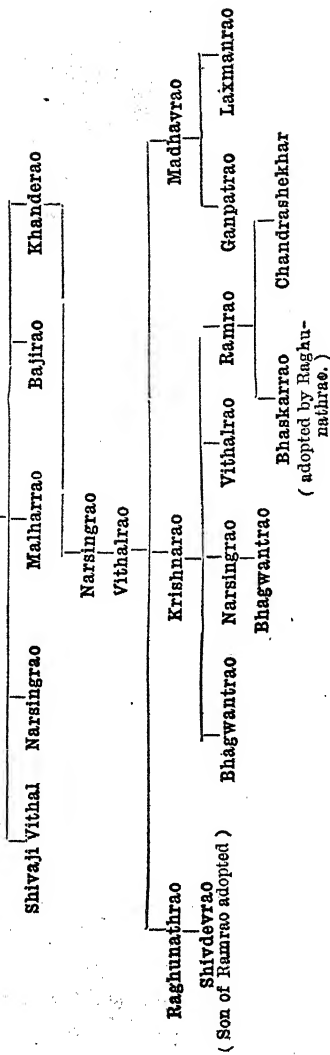 Shivaji Vithal Narsingrao Malharrao Bajirao Khanderao
Narsingrao
Vithalrao
Raghunathrao Krishnarao Madhavrao
Shivdevrao
( Son of Ramrao adopted )
Bhagwantrao Narsingrao Vithalrao Ramrao Ganpatrao Laxmanrao
Bhagwantrao
Bhaskarrao Chandrashekhar
( adopted by Raghu-
nathrao. )